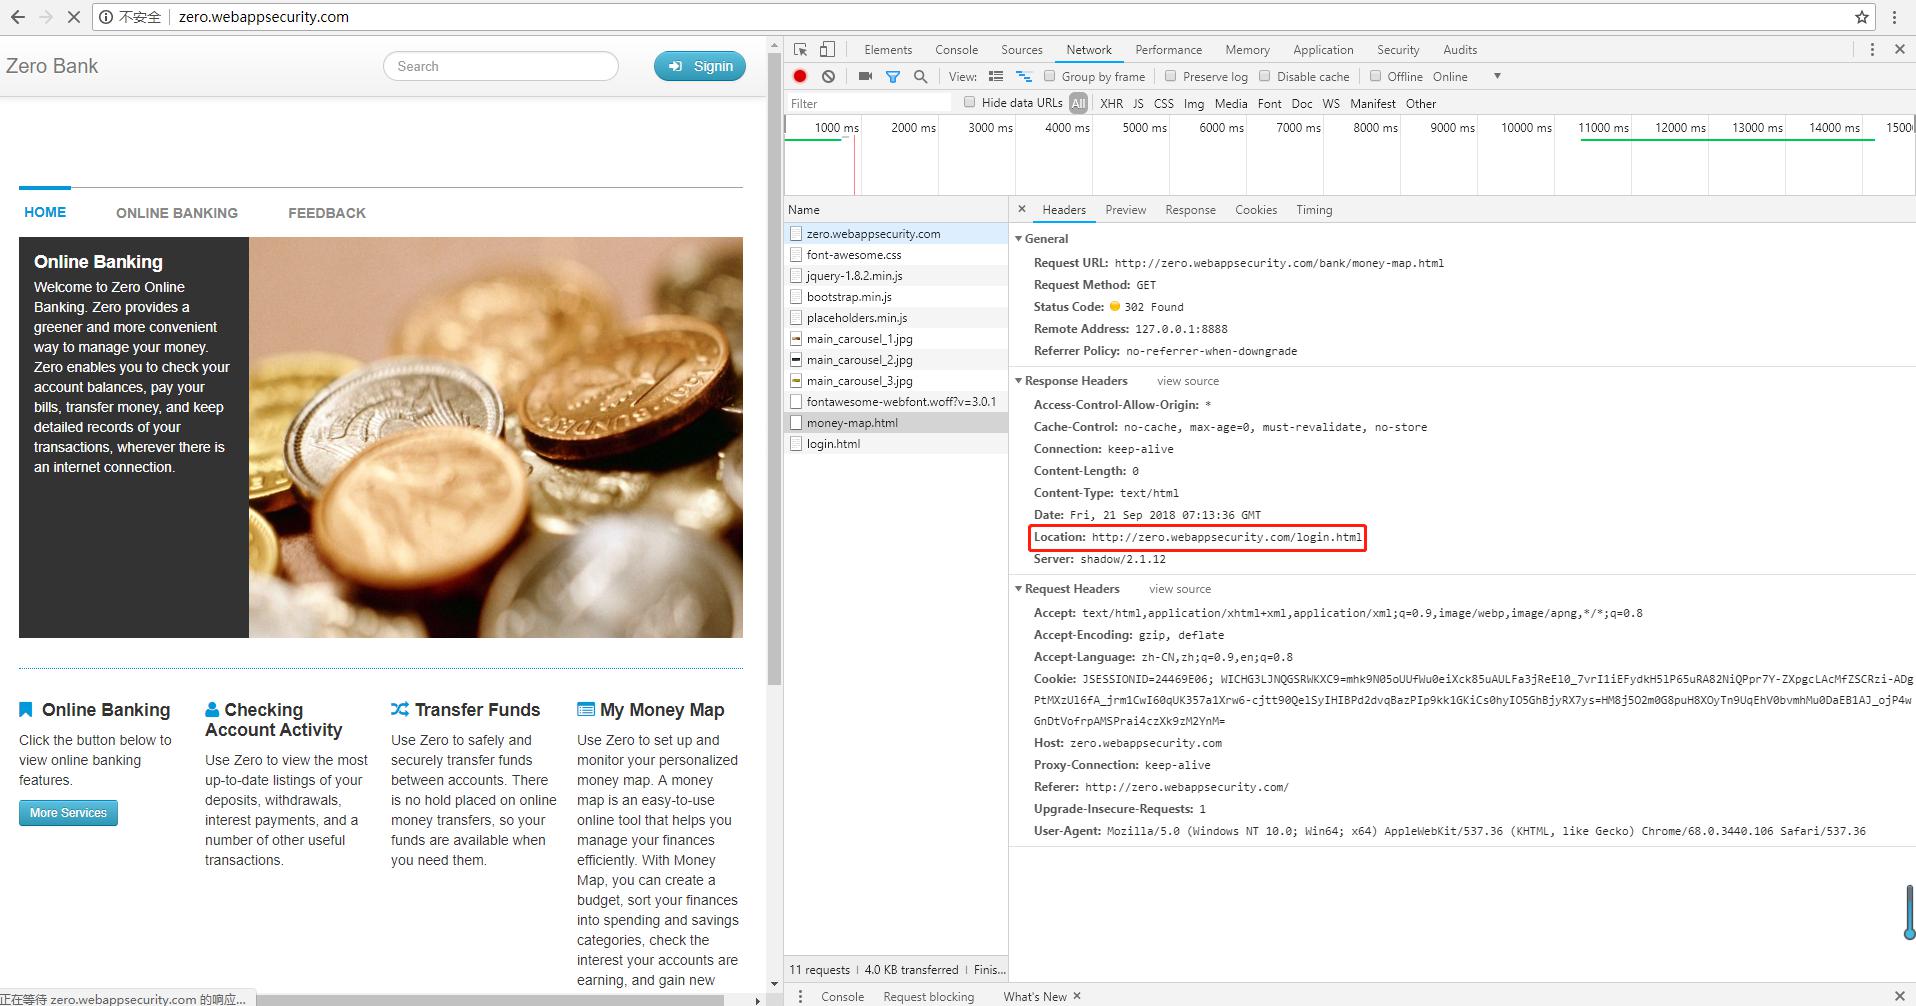 不安全 zero.webappsecurity.com
Zero Bank
Search
Signin
HOME ONLINE BANKING FEEDBACK
Online Banking
Welcome to Zero Online
Banking. Zero provides a
greener and more convenient
way to manage your money.
Zero enables you to check your
account balances, pay your
bills, transfer money, and keep
detailed records of your
transactions, wherever there is
an internet connection.
Online Banking
Click the button below to
view online banking
features.
More Services
Checking
Account Activity
Use Zero to view the most
up-to-date listings of your
deposits, withdrawals,
interest payments, and a
number of other useful
transactions.
Transfer Funds
Use Zero to safely and
securely transfer funds
between accounts. There
is no hold placed on online
money transfers, so your
funds are available when
you need them.
My Money Map
Use Zero to set up and
monitor your personalized
money map. A money
map is an easy-to-use
online tool that helps you
manage your finances
efficiently. With Money
Map, you can create a
budget, sort your finances
into spending and savings
categories, check the
interest your accounts are
earning, and gain new
正在等待 zero.webappsecurity.com 的响应...
Elements Console Sources Network Performance Memory Application Security Audits
View: Group by frame Preserve log Disable cache Offline Online
Filter Hide data URLs All XHR JS CSS Img Media Font Doc WS Manifest Other
1000 ms 2000 ms 3000 ms 4000 ms 5000 ms 6000 ms 7000 ms 8000 ms 9000 ms 10000 ms 11000 ms 12000 ms 13000 ms 14000 ms 1500
Name
zero.webappsecurity.com
font-awesome.css
jquery-1.8.2.min.js
bootstrap.min.js
placeholders.min.js
main_carousel_1.jpg
main_carousel_2.jpg
main_carousel_3.jpg
fontawesome-webfont.woff?v=3.0.1
money-map.html
login.html
11 requests | 4.0 KB transferred | Finis...
Headers Preview Response Cookies Timing
General
Request URL: http://zero.webappsecurity.com/bank/money-map.html
Request Method: GET
Status Code: 302 Found
Remote Address: 127.0.0.1:8888
Referrer Policy: no-referrer-when-downgrade
Response Headers view source
Access-Control-Allow-Origin: *
Cache-Control: no-cache, max-age=0, must-revalidate, no-store
Connection: keep-alive
Content-Length: 0
Content-Type: text/html
Date: Fri, 21 Sep 2018 07:13:36 GMT
Location: http://zero.webappsecurity.com/login.html
Server: shadow/2.1.12
Request Headers view source
Accept: text/html,application/xhtml+xml,application/xml;q=0.9,image/webp,image/apng,*/*;q=0.8
Accept-Encoding: gzip, deflate
Accept-Language: zh-CN,zh;q=0.9,en;q=0.8
Cookie: JSESSIONID=24469E06;
Host: zero.webappsecurity.com
Proxy-Connection: keep-alive
Referer: http://zero.webappsecurity.com/
Upgrade-Insecure-Requests: 1
User-Agent: Mozilla/5.0 (Windows NT 10.0; Win64; x64) AppleWebKit/537.36 (KHTML, like Gecko) Chrome/68.0.3440.106 Safari/537.36
Console Request blocking What's New